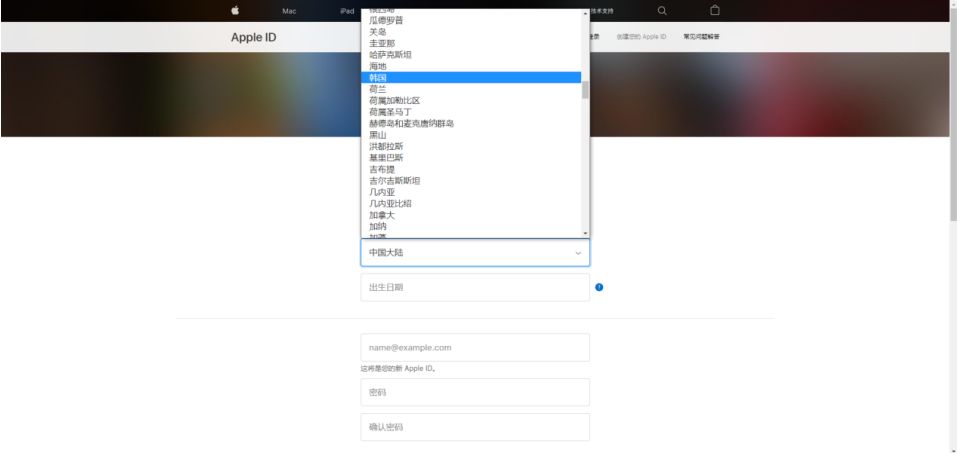 Mac
iPad
技术支持
Apple ID
登录
创建您的 Apple ID
常见问题解答
瓜德罗普
关岛
圭亚那
哈萨克斯坦
海地
韩国
荷兰
荷属加勒比区
荷属圣马丁
赫德岛和麦克唐纳群岛
黑山
洪都拉斯
基里巴斯
吉布提
吉尔吉斯斯坦
几内亚
几内亚比绍
加拿大
加纳
加蓬
中国大陆
出生日期
name@example.com
这将是您的新 Apple ID。
密码
确认密码